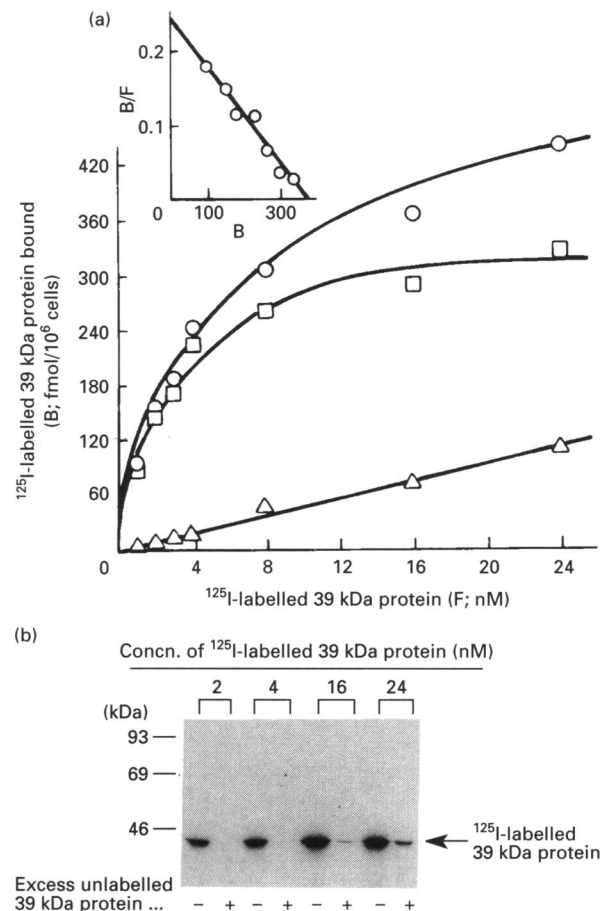 (a)
0.2
0.1
0
B/F
100
300
B
420
360
300
240
180
120
60
0
¹²⁵I-labelled 39 kDa protein bound
(B; fmol/10⁶ cells)
4
8
12
16
20
24
¹²⁵I-labelled 39 kDa protein (F; nM)
(b)
Concn. of ¹²⁵I-labelled 39 kDa protein (nM)
2 4 16 24
(kDa)
93
69
46
¹²⁵I-labelled
39 kDa protein
Excess unlabelled
39 kDa protein ... – + – + – + – +